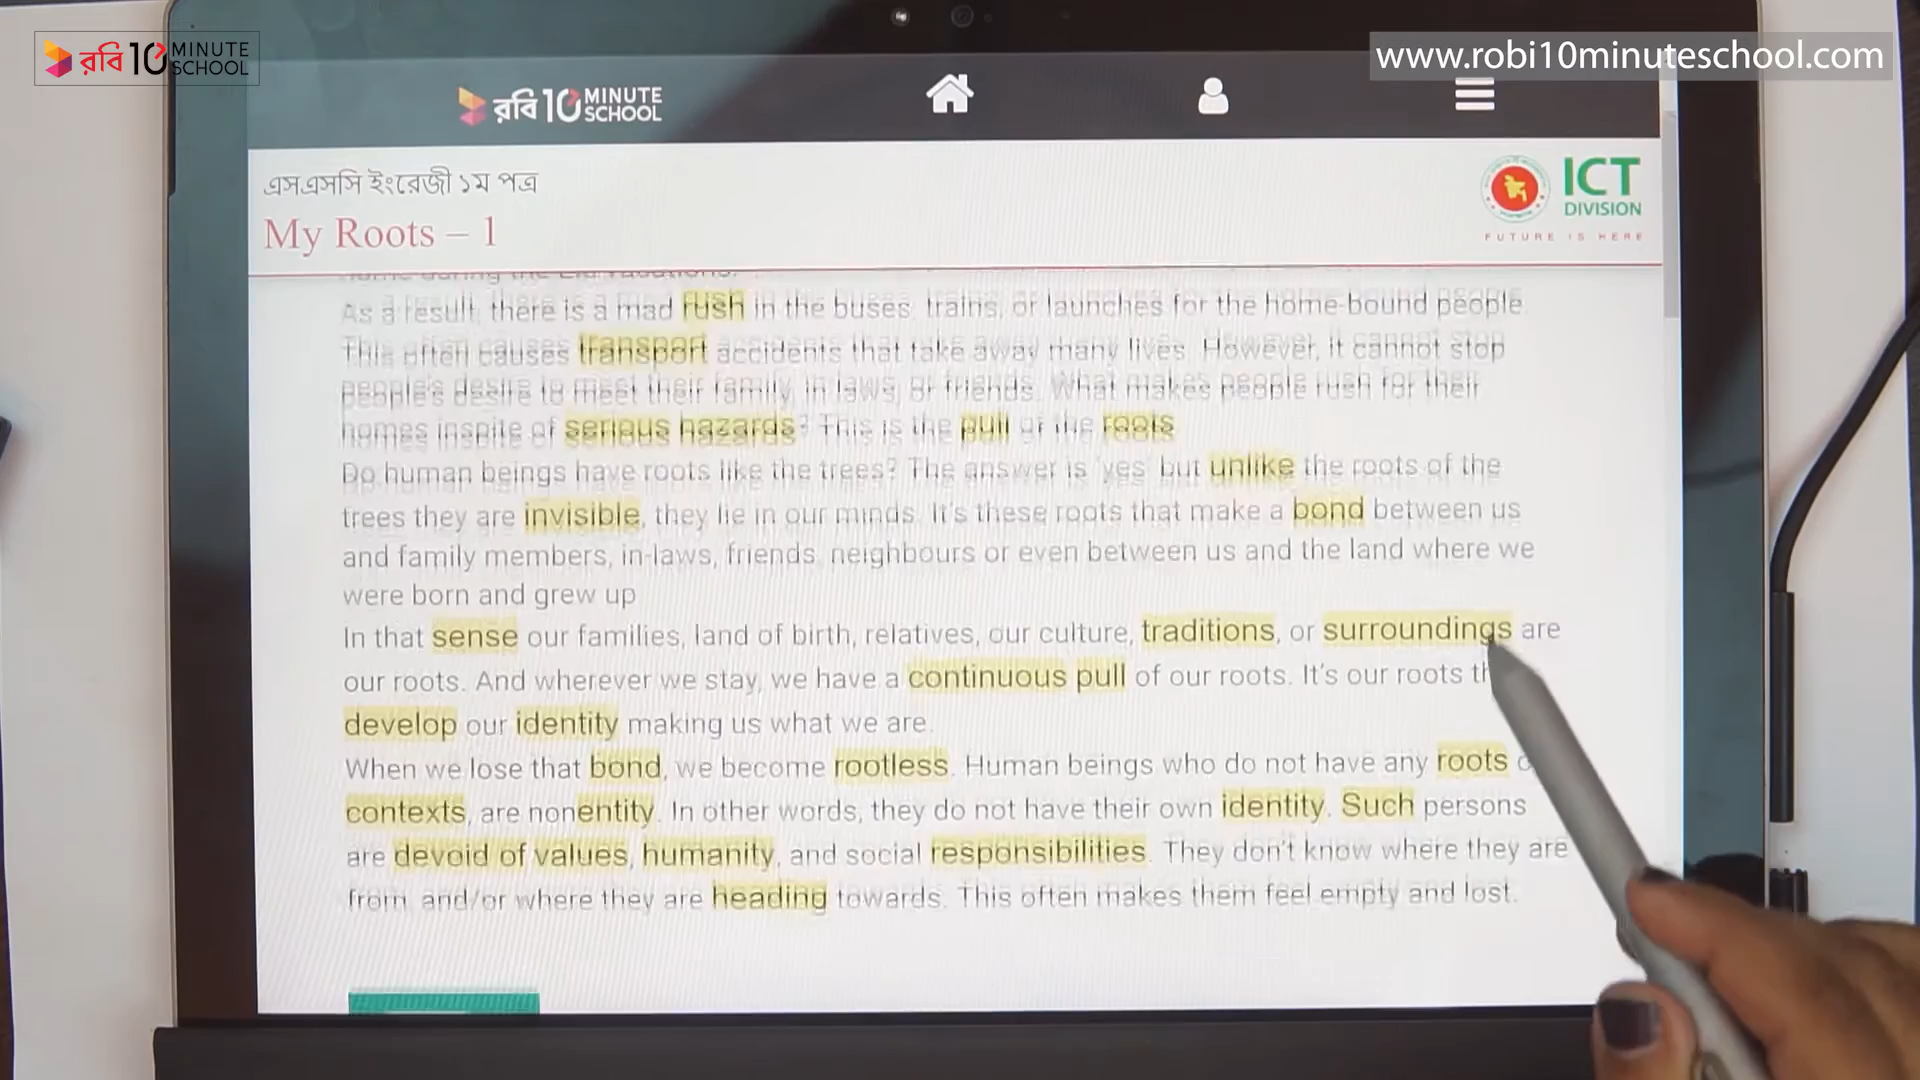 রবি 10 MINUTE SCHOOL
www.robi10minuteschool.com
রবি 10 MINUTE SCHOOL
এসএসসি ইংরেজী ১ম পত্র
My Roots – 1
ICT
DIVISION
FUTURE IS HERE
home during the Eid vacations.
As a result, there is a mad rush in the buses, trains, or launches for the home-bound people.
This often causes transport accidents that take away many lives. However, it cannot stop
people's desire to meet their family, in laws, or friends. What makes people rush for their
homes inspite of serious hazards? This is the pull of the roots.
Do human beings have roots like the trees? The answer is 'yes' but unlike the roots of the
trees they are invisible, they lie in our minds. It's these roots that make a bond between us
and family members, in-laws, friends, neighbours or even between us and the land where we
were born and grew up
In that sense our families, land of birth, relatives, our culture, traditions, or surroundings are
our roots. And wherever we stay, we have a continuous pull of our roots. It's our roots
develop our identity making us what we are.
When we lose that bond, we become rootless. Human beings who do not have any roots
contexts, are nonentity. In other words, they do not have their own identity. Such persons
are devoid of values, humanity, and social responsibilities. They don't know where they are
from and/or where they are heading towards. This often makes them feel empty and lost.